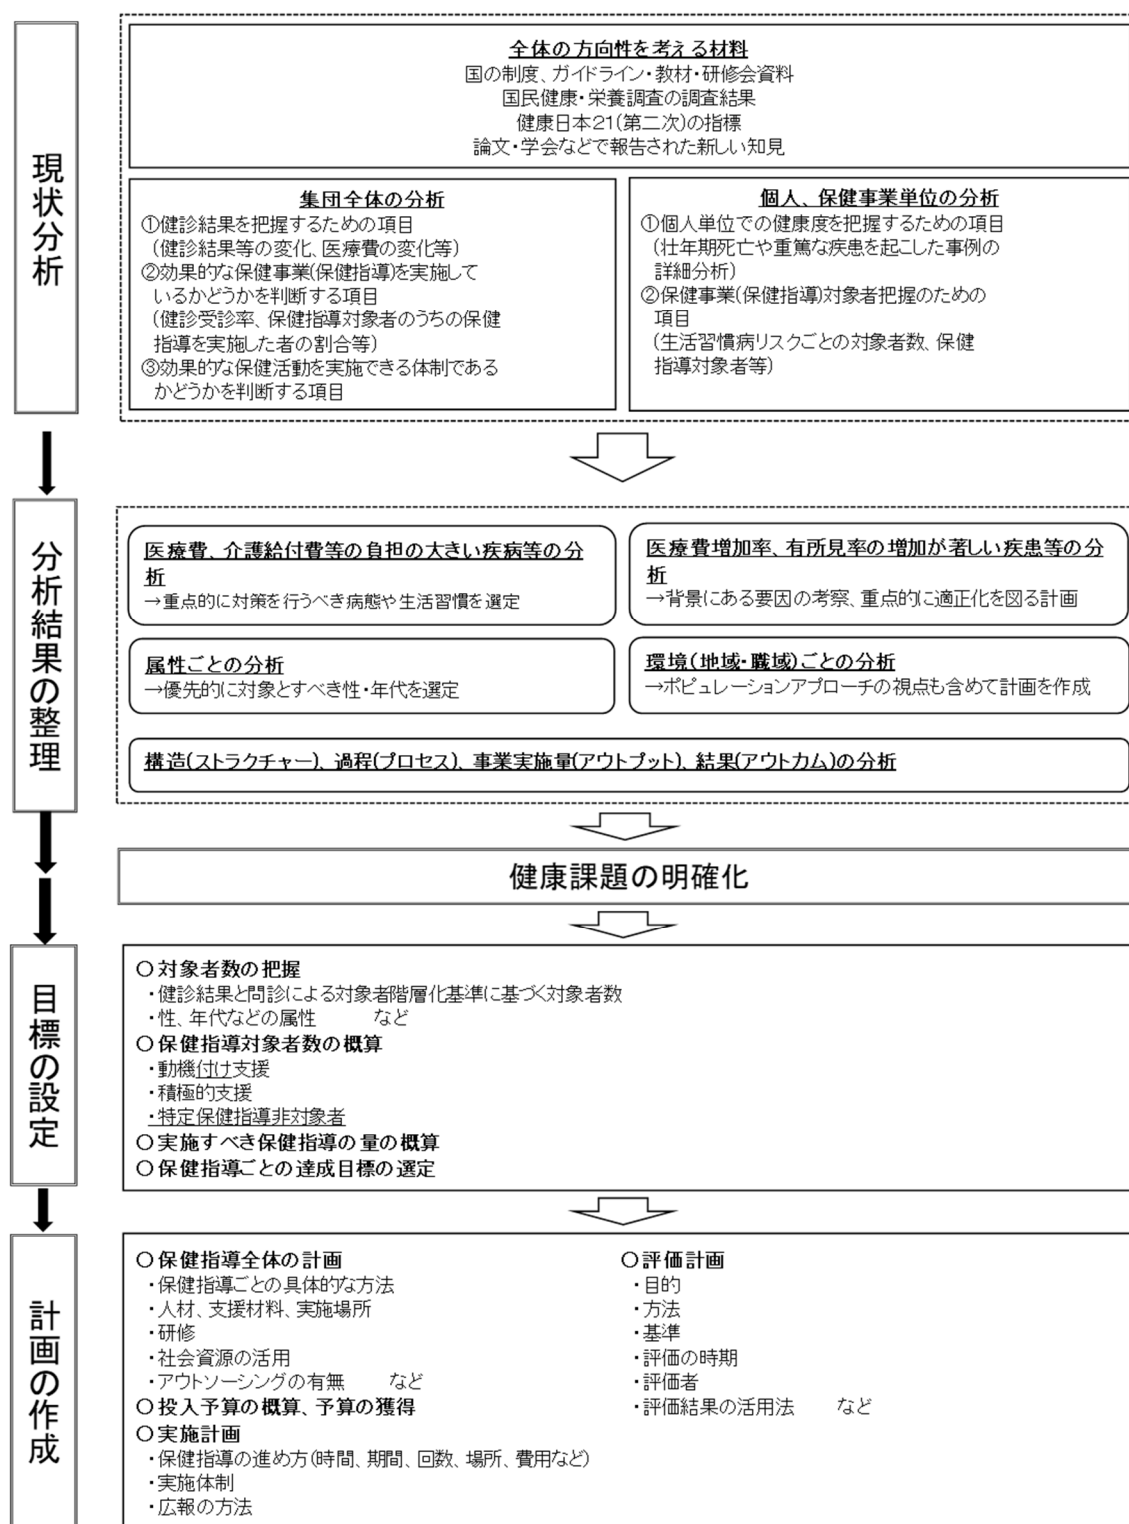 現状分析
全体の方向性を考える材料
国の制度、ガイドライン・教材・研修会資料
国民健康・栄養調査の調査結果
健康日本21(第二次)の指標
論文・学会などで報告された新しい知見
集団全体の分析
①健診結果を把握するための項目
(健診結果等の変化、医療費の変化等)
②効果的な保健事業(保健指導)を実施して
いるかどうかを判断する項目
(健診受診率、保健指導対象者のうちの保健
指導を実施した者の割合等)
③効果的な保健活動を実施できる体制である
かどうかを判断する項目
個人、保健事業単位の分析
①個人単位での健康度を把握するための項目
(壮年期死亡や重篤な疾患を起こした事例の
詳細分析)
②保健事業(保健指導)対象者把握のための
項目
(生活習慣病リスクごとの対象者数、保健
指導対象者等)
分析結果の整理
医療費、介護給付費等の負担の大きい疾病等の分
析
→重点的に対策を行うべき病態や生活習慣を選定
医療費増加率、有所見率の増加が著しい疾患等の分
析
→背景にある要因の考察、重点的に適正化を図る計画
属性ごとの分析
→優先的に対象とすべき性・年代を選定
環境(地域・職域)ごとの分析
→ポピュレーションアプローチの視点も含めて計画を作成
構造(ストラクチャー)、過程(プロセス)、事業実施量(アウトプット)、結果(アウトカム)の分析
健康課題の明確化
目標の設定
○対象者数の把握
・健診結果と問診による対象者階層化基準に基づく対象者数
・性、年代などの属性 など
○保健指導対象者数の概算
・動機付け支援
・積極的支援
・特定保健指導非対象者
○実施すべき保健指導の量の概算
○保健指導ごとの達成目標の選定
計画の作成
○保健指導全体の計画
・保健指導ごとの具体的な方法
・人材、支援材料、実施場所
・研修
・社会資源の活用
・アウトソーシングの有無 など
○投入予算の概算、予算の獲得
○実施計画
・保健指導の進め方(時間、期間、回数、場所、費用など)
・実施体制
・広報の方法
○評価計画
・目的
・方法
・基準
・評価の時期
・評価者
・評価結果の活用法 など